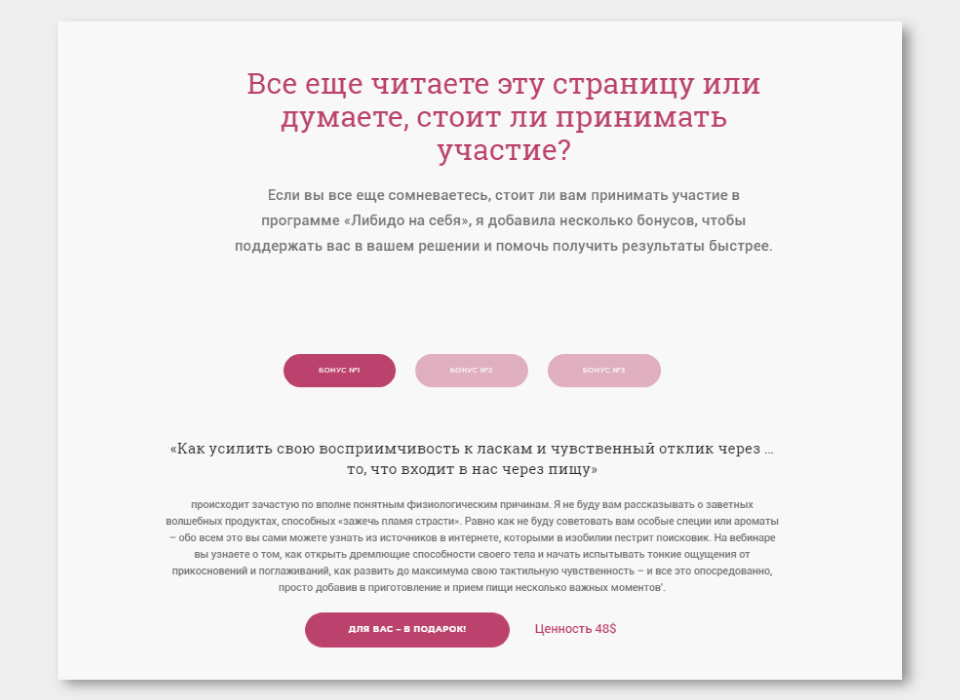 Все еще читаете эту страницу или
думаете, стоит ли принимать
участие?
Если вы все еще сомневаетесь, стоит ли вам принимать участие в
программе «Либидо на себя», я добавила несколько бонусов, чтобы
поддержать вас в вашем решении и помочь получить результаты быстрее.
БОНУС №1 БОНУС №2 БОНУС №3
«Как усилить свою восприимчивость к ласкам и чувственный отклик через ...
то, что входит в нас через пищу»
происходит зачастую по вполне понятным физиологическим причинам. Я не буду вам рассказывать о заветных
волшебных продуктах, способных «зажечь пламя страсти». Равно как не буду советовать вам особые специи или ароматы
– обо всем это вы сами можете узнать из источников в интернете, которыми в изобилии пестрит поисковик. На вебинаре
вы узнаете о том, как открыть дремлющие способности своего тела и начать испытывать тонкие ощущения от
прикосновений и поглаживаний, как развить до максимума свою тактильную чувственность – и все это опосредованно,
просто добавив в приготовление и прием пищи несколько важных моментов'.
ДЛЯ ВАС – В ПОДАРОК! Ценность 48$